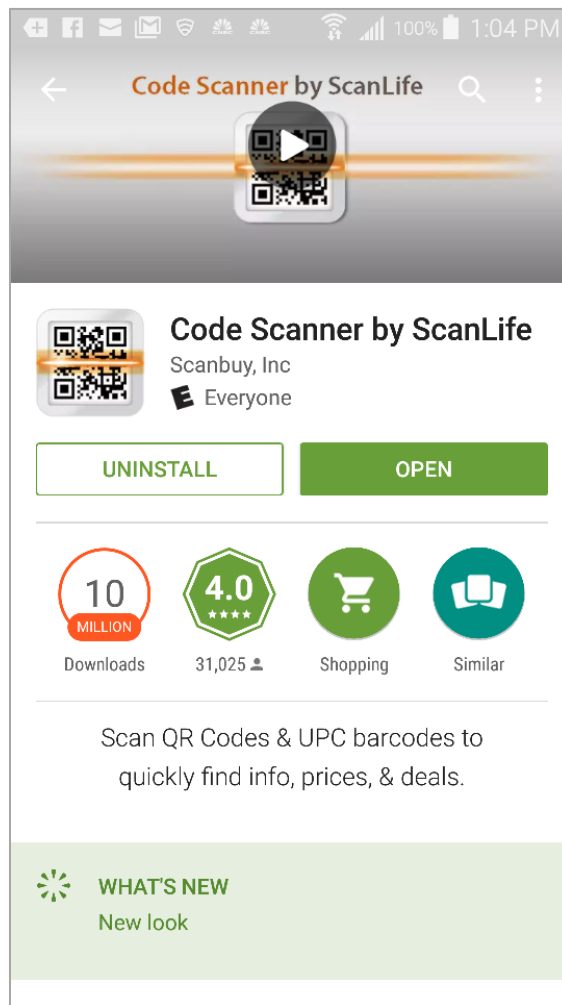 100% 1:04 PM
Code Scanner by ScanLife
Code Scanner by ScanLife
Scanbuy, Inc
E Everyone
UNINSTALL
OPEN
10
MILLION
Downloads
4.0
31,025
Shopping
Similar
Scan QR Codes & UPC barcodes to
quickly find info, prices, & deals.
WHAT'S NEW
New look